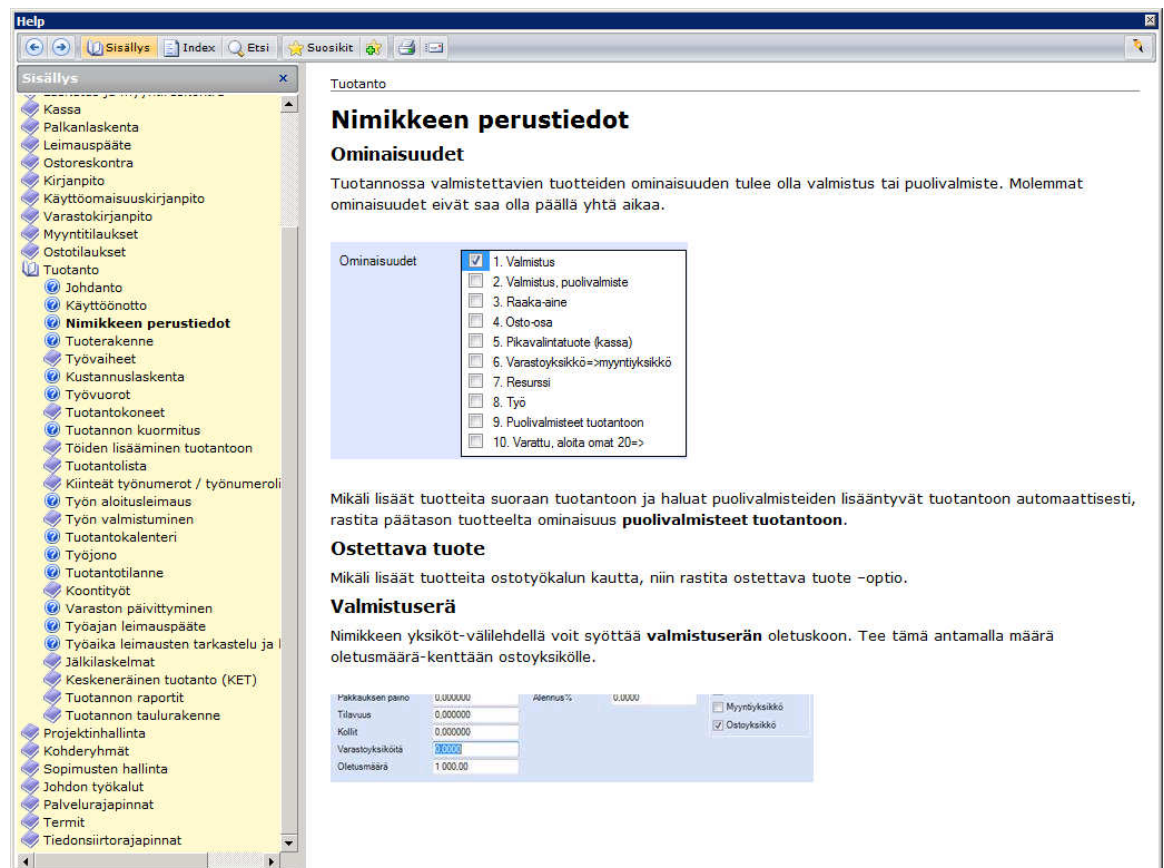 Help
Sisällys
Index
Etsi
Suosikit
Sisällys
Kassa
Palkanlaskenta
Leimauspääte
Ostoreskontra
Kirjanpito
Käyttöomaisuuskirjanpito
Varastokirjanpito
Myyntitilaukset
Ostotilaukset
Tuotanto
Johdanto
Käyttöönotto
Nimikkeen perustiedot
Tuoterakenne
Työvaiheet
Kustannuslaskenta
Työvuorot
Tuotantokoneet
Tuotannon kuormitus
Töiden lisääminen tuotantoon
Tuotantolista
Kiinteät työnumerot / työnumeroli
Työn aloitusleimaus
Työn valmistuminen
Tuotantokalenteri
Työjono
Tuotantotilanne
Koontityöt
Varaston päivittyminen
Työajan leimauspääte
Työaika leimausten tarkastelu ja
Jälkilaskelmat
Keskeneräinen tuotanto (KET)
Tuotannon raportit
Tuotannon taulurakenne
Projektinhallinta
Kohderyhmät
Sopimusten hallinta
Johdon työkalut
Palvelurajapinnat
Termit
Tiedonsiirtorajapinnat
Tuotanto
Nimikkeen perustiedot
Ominaisuudet
Tuotannossa valmistettavien tuotteiden ominaisuuden tulee olla valmistus tai puolivalmiste. Molemmat
ominaisuudet eivät saa olla päällä yhtä aikaa.
Ominaisuudet
1. Valmistus
2. Valmistus, puolivalmiste
3. Raaka-aine
4. Osto-osa
5. Pikavalintatuote (kassa)
6. Varastoyksikkö=>myyntiyksikkö
7. Resurssi
8. Työ
9. Puolivalmisteet tuotantoon
10. Varattu, aloita omat 20=>
Mikäli lisäät tuotteita suoraan tuotantoon ja haluat puolivalmisteiden lisääntyvät tuotantoon automaattisesti,
rastita päätason tuotteelta ominaisuus puolivalmisteet tuotantoon.
Ostettava tuote
Mikäli lisäät tuotteita ostotyökalun kautta, niin rastita ostettava tuote –optio.
Valmistuserä
Nimikkeen yksiköt-välilehdellä voit syöttää valmistuserän oletuskoon. Tee tämä antamalla määrä
oletusmäärä-kenttään ostoyksikölle.
Pakkauksen paino 0,000000 Alennus% 0,0000
Myyntiyksikkö
Tilavuus 0,000000
Ostoyksikkö
Kollit 0,000000
Varastoyksiköitä 0,0000
Oletusmäärä 1 000,00